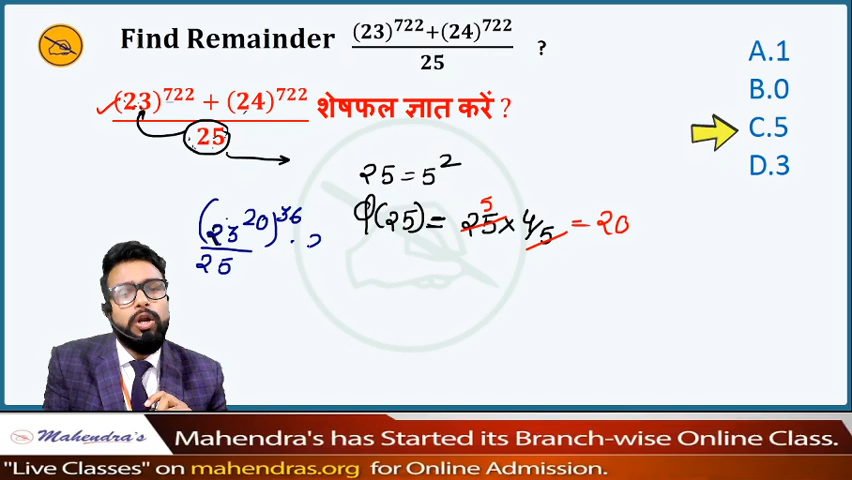 Find Remainder (23)^722+(24)^722 / 25 ?
(23)^722 + (24)^722 / 25 शेषफल ज्ञात करें ?
A.1
B.0
C.5
D.3
25 = 5^2
φ(25) = 25 × 4/5 = 20
5
(23^20)^36 . 2
25
Mahendra's
Mahendra's has Started its Branch-wise Online Class.
"Live Classes" on mahendras.org for Online Admission.